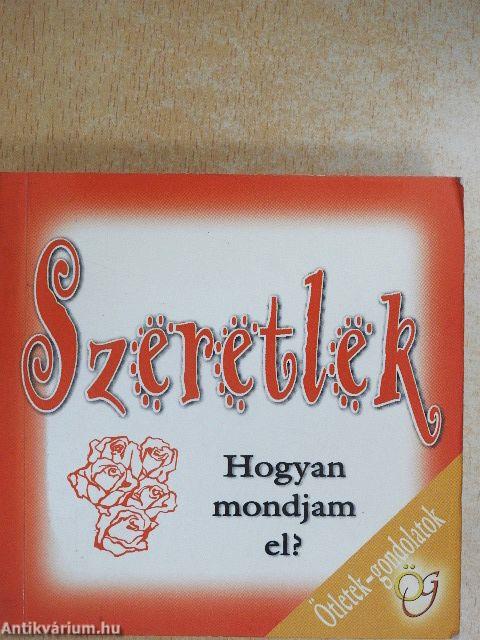 Szeretlek
Hogyan
mondjam
el?
Ötletek-gondolatok
ÖG
Antikvárium.hu